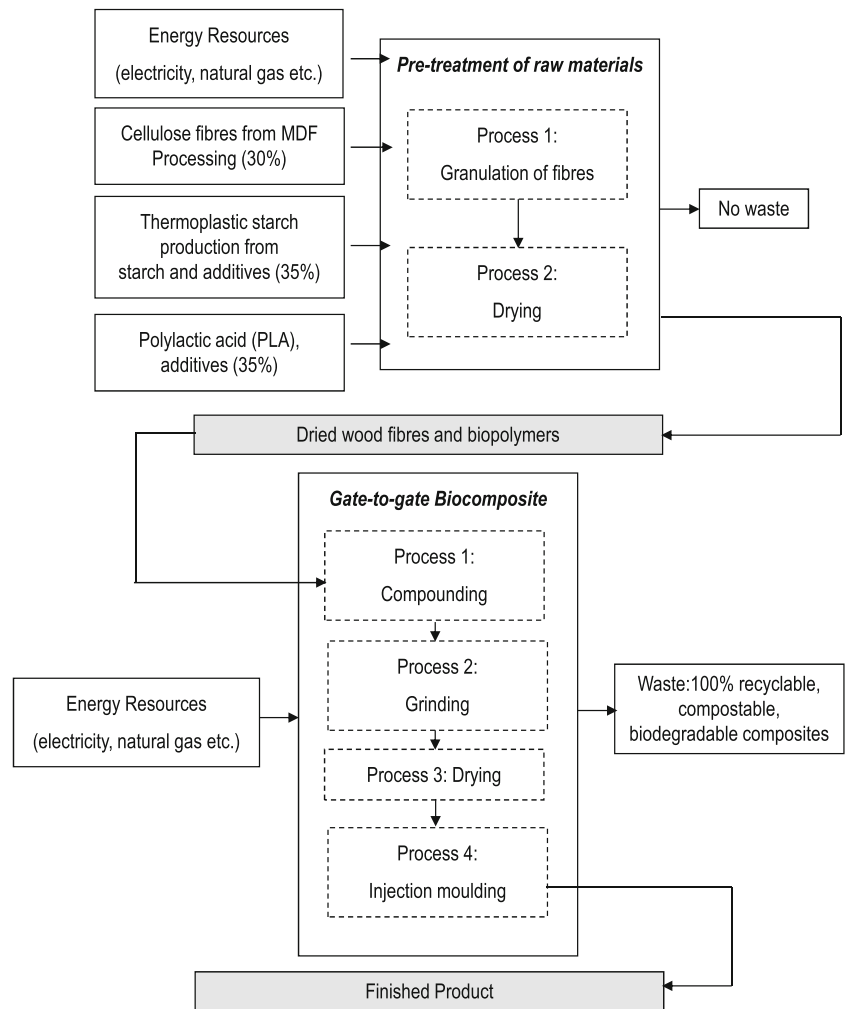 Energy Resources
(electricity, natural gas etc.)
Cellulose fibres from MDF
Processing (30%)
Thermoplastic starch
production from
starch and additives (35%)
Polylactic acid (PLA),
additives (35%)
Pre-treatment of raw materials
Process 1:
Granulation of fibres
Process 2:
Drying
No waste
Dried wood fibres and biopolymers
Gate-to-gate Biocomposite
Process 1:
Compounding
Process 2:
Grinding
Process 3: Drying
Process 4:
Injection moulding
Energy Resources
(electricity, natural gas etc.)
Waste:100% recyclable,
compostable,
biodegradable composites
Finished Product